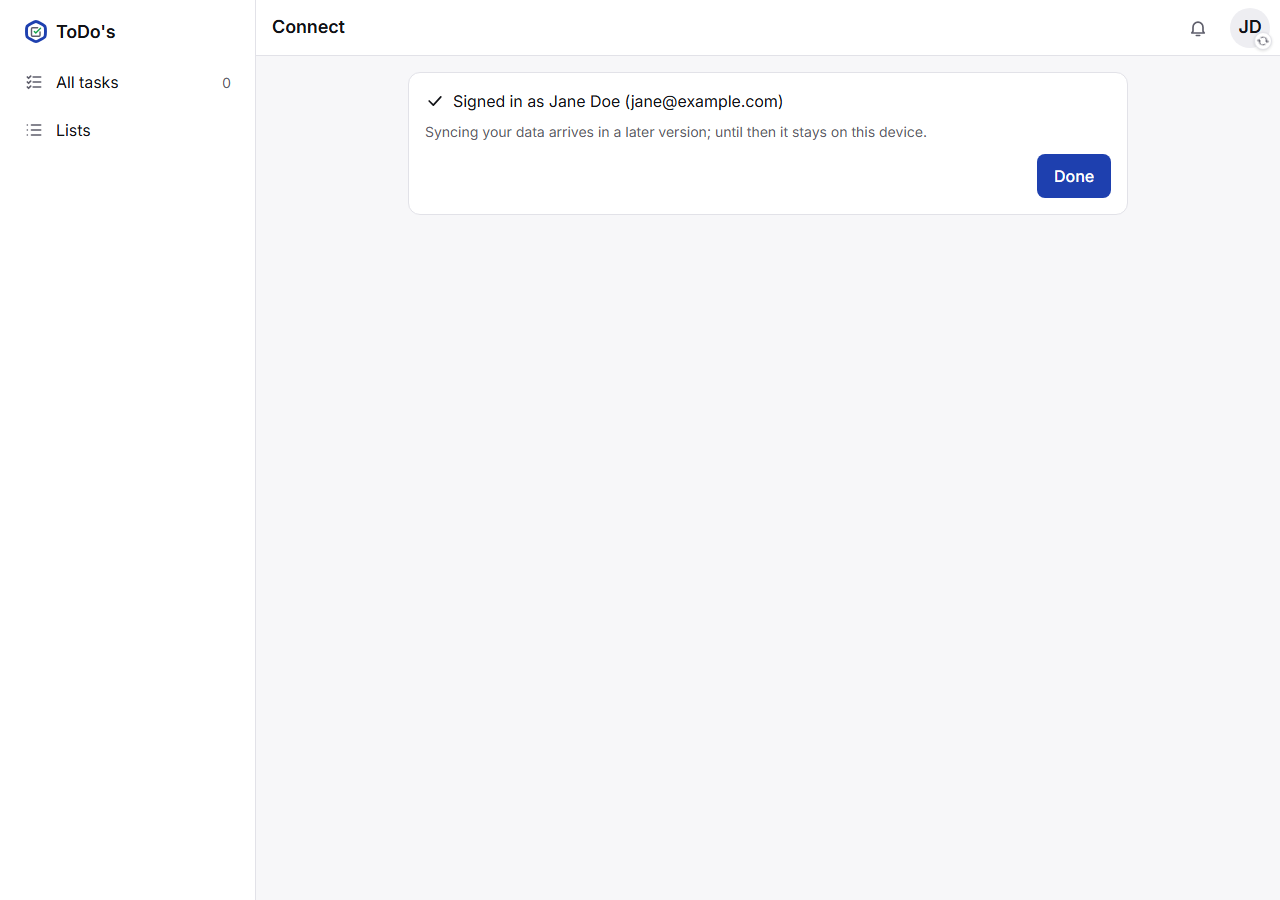 ToDo's
All tasks 0
Lists
Connect
JD
Signed in as Jane Doe (jane@example.com)
Syncing your data arrives in a later version; until then it stays on this device.
Done